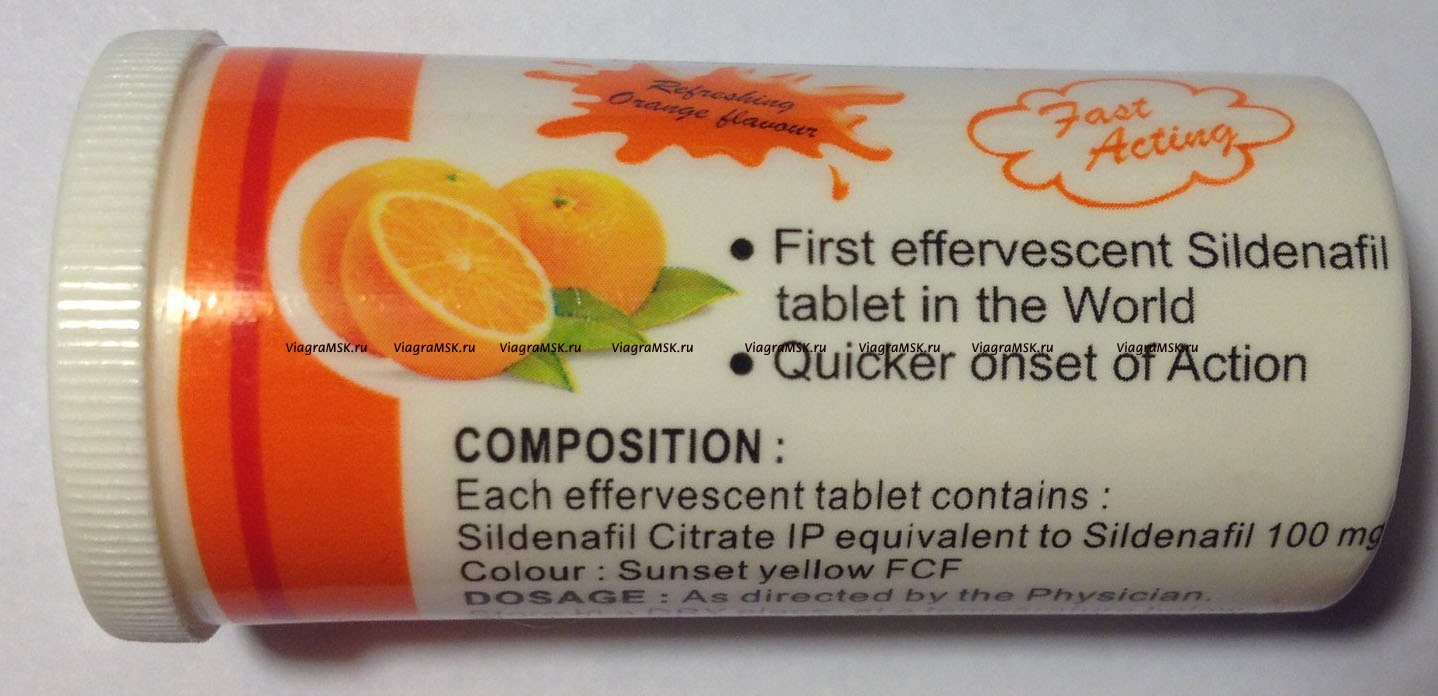 Refreshing
Orange flavour
Fast
Acting
• First effervescent Sildenafil
tablet in the World
ViagraMSK.ru ViagraMSK.ru ViagraMSK.ru ViagraMSK.ru ViagraMSK.ru ViagraMSK.ru ViagraMSK.ru ViagraMSK.ru
• Quicker onset of Action
COMPOSITION :
Each effervescent tablet contains :
Sildenafil Citrate IP equivalent to Sildenafil 100 mg
Colour : Sunset yellow FCF
DOSAGE : As directed by the Physician.